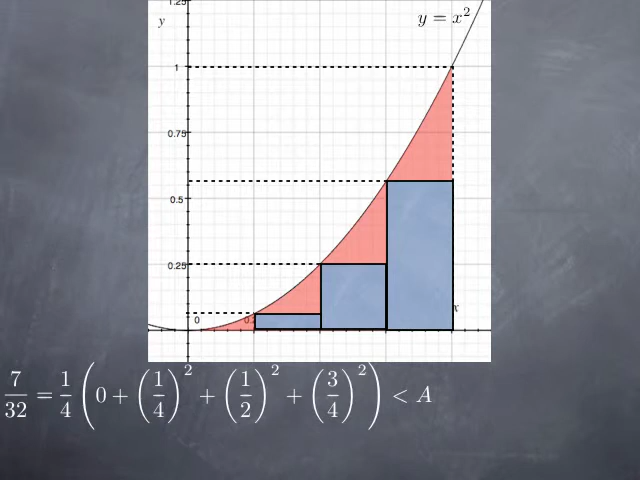 1.25
y
y = x²
1
0.75
0.5
0.25
0
x
7/32 = 1/4 (0 + (1/4)² + (1/2)² + (3/4)²) < A